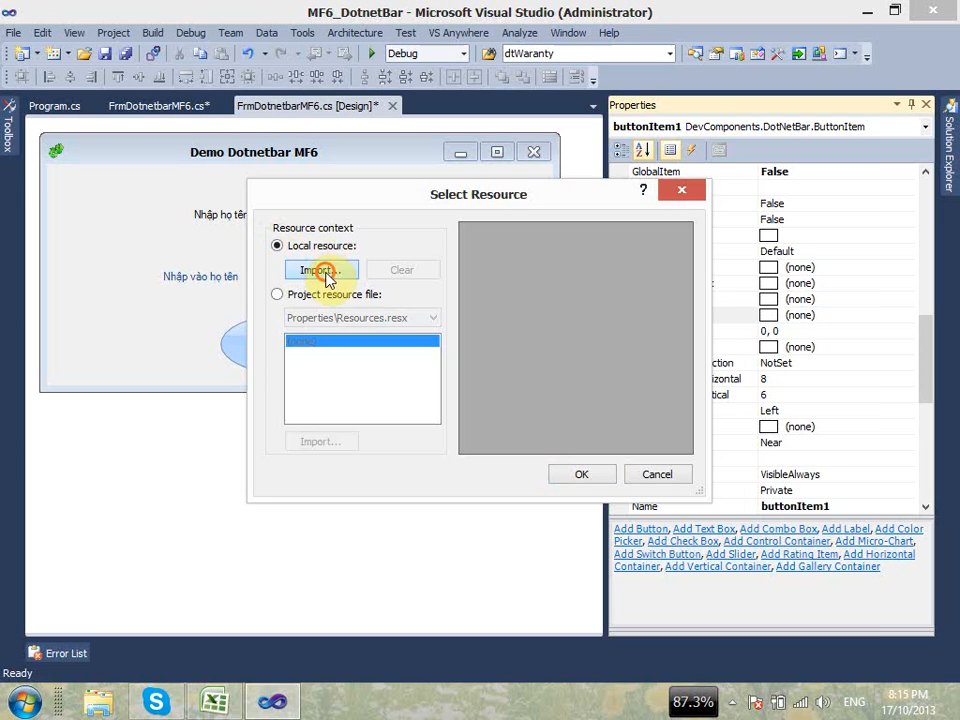 MF6_DotnetBar - Microsoft Visual Studio (Administrator)
File Edit View Project Build Debug Team Data Tools Architecture Test VS Anywhere Analyze Window Help
Debug dtWaranty
Program.cs FrmDotnetbarMF6.cs* FrmDotnetbarMF6.cs [Design]*
Toolbox
Demo Dotnetbar MF6
Nhập họ tên
Nhập vào họ tên
Select Resource
?
Resource context
Local resource:
Import...
Clear
Project resource file:
Properties\Resources.resx
(none)
Import...
OK Cancel
Properties
buttonItem1 DevComponents.DotNetBar.ButtonItem
GlobalItem False
False
False
Default
(none)
(none)
(none)
(none)
0, 0
(none)
NotSet
8
6
Left
(none)
Near
VisibleAlways
Private
Name buttonItem1
Add Button, Add Text Box, Add Combo Box, Add Label, Add Color
Picker, Add Check Box, Add Control Container, Add Micro-Chart,
Add Switch Button, Add Slider, Add Rating Item, Add Horizontal
Container, Add Vertical Container, Add Gallery Container
Solution Explorer
Error List
Ready
87.3%
ENG
8:15 PM
17/10/2013